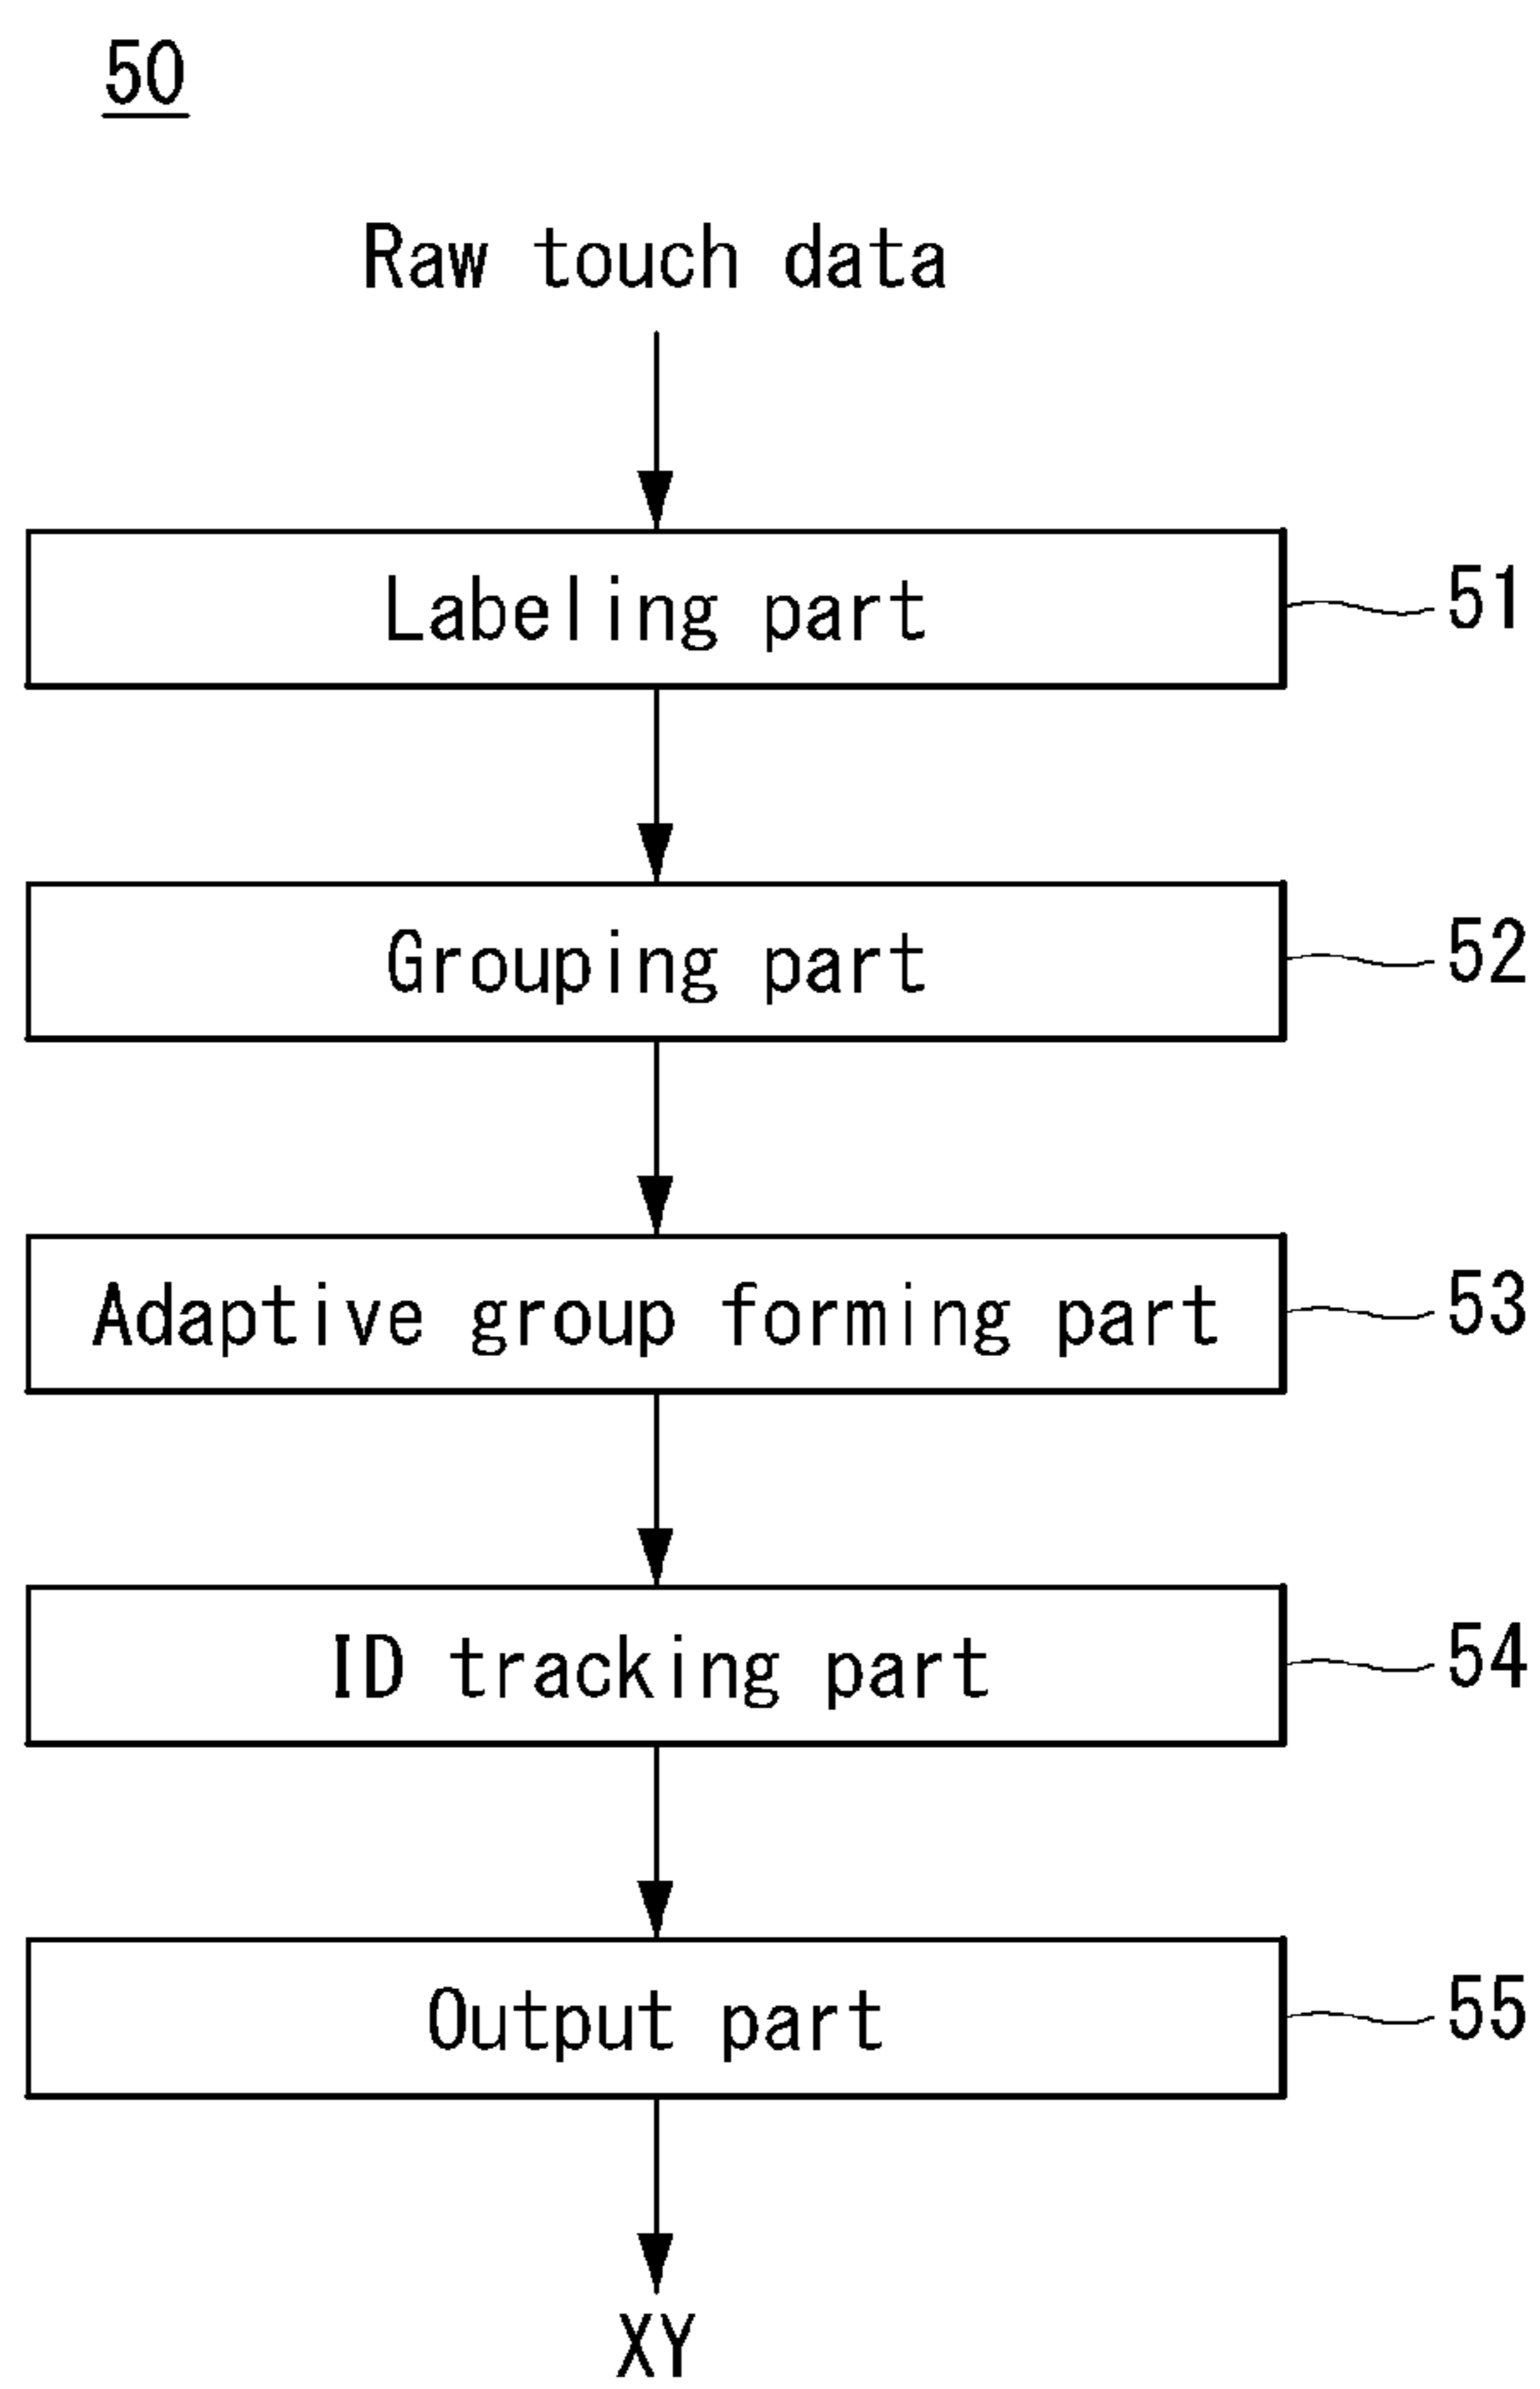 50
Raw touch data
Labeling part 51
Grouping part 52
Adaptive group forming part 53
ID tracking part 54
Output part 55
XY